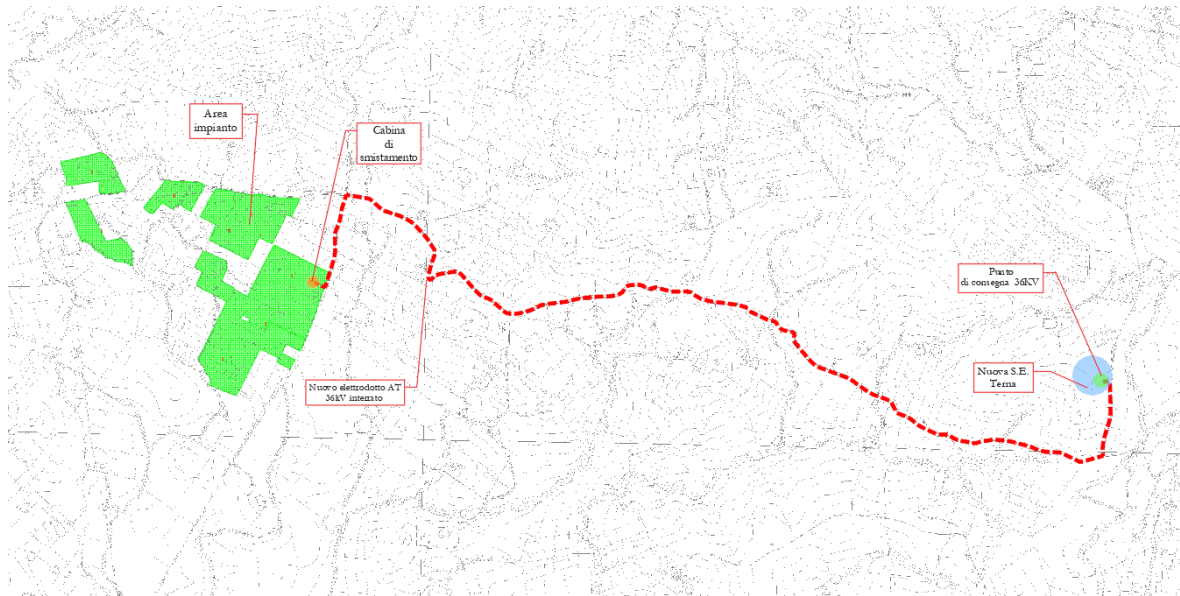 Area
impianto
Cabina
di
smistamento
Punto
di consegna 36KV
Nuova S.E.
Terna
Nuovo elettrodotto AT
36kV interrato